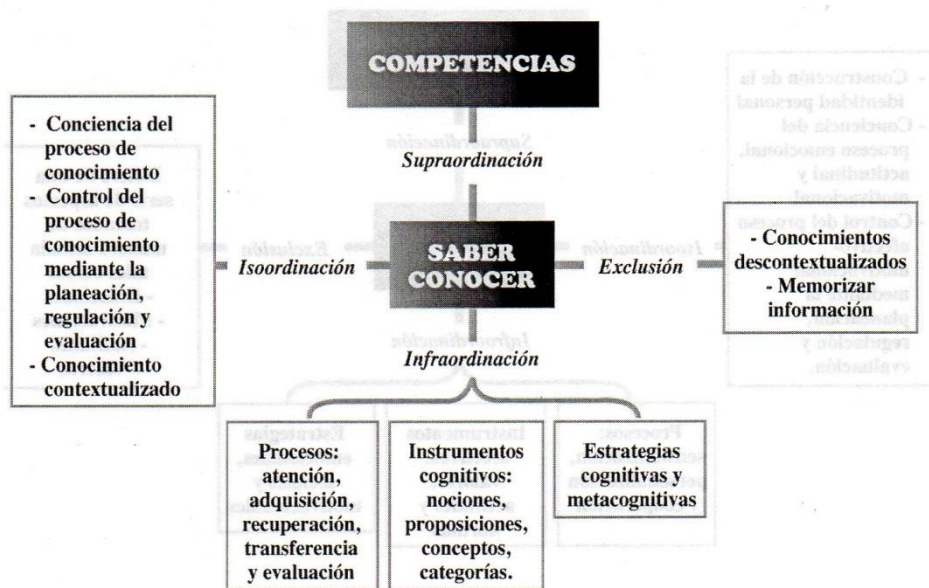 COMPETENCIAS
Supraordinación
- Conciencia del
proceso de
conocimiento
- Control del
proceso de
conocimiento
mediante la
planeación,
regulación y
evaluación
- Conocimiento
contextualizado
Isoordinación
SABER
CONOCER
Exclusión
- Conocimientos
descontextualizados
- Memorizar
información
Infraordinación
Procesos:
atención,
adquisición,
recuperación,
transferencia
y evaluación
Instrumentos
cognitivos:
nociones,
proposiciones,
conceptos,
categorías.
Estrategias
cognitivas y
metacognitivas